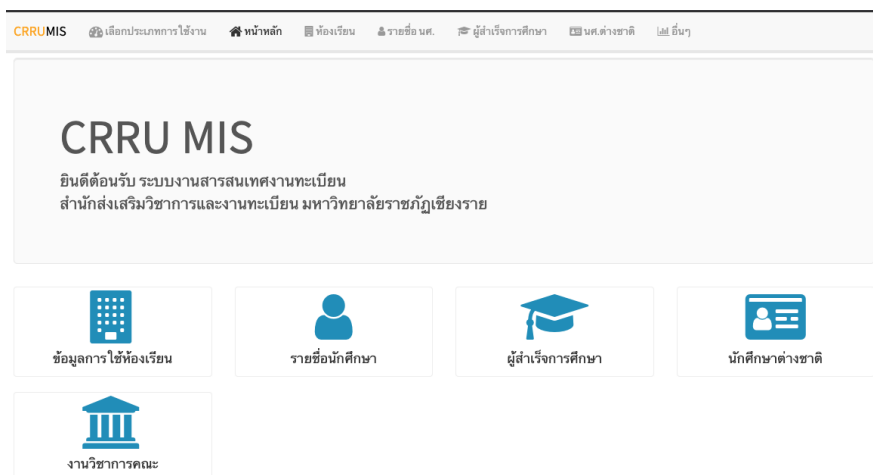 CRRUMIS เลือกประเภทการใช้งาน หน้าหลัก ห้องเรียน รายชื่อ นศ. ผู้สำเร็จการศึกษา นศ.ต่างชาติ อื่นๆ
CRRU MIS
ยินดีต้อนรับ ระบบงานสารสนเทศงานทะเบียน
สำนักส่งเสริมวิชาการและงานทะเบียน มหาวิทยาลัยราชภัฏเชียงราย
ข้อมูลการใช้ห้องเรียน รายชื่อนักศึกษา ผู้สำเร็จการศึกษา นักศึกษาต่างชาติ
งานวิชาการคณะ